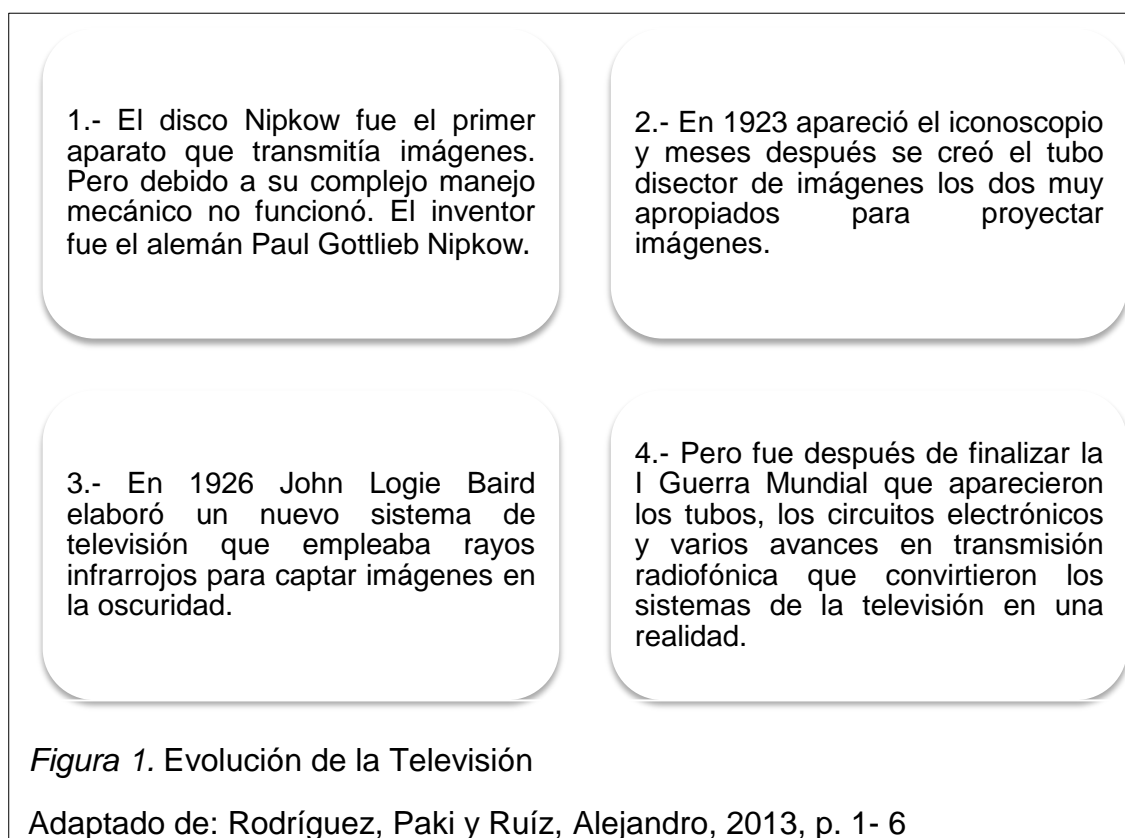 1.- El disco Nipkow fue el primer
aparato que transmitía imágenes.
Pero debido a su complejo manejo
mecánico no funcionó. El inventor
fue el alemán Paul Gottlieb Nipkow.
2.- En 1923 apareció el iconoscopio
y meses después se creó el tubo
disector de imágenes los dos muy
apropiados para proyectar
imágenes.
3.- En 1926 John Logie Baird
elaboró un nuevo sistema de
televisión que empleaba rayos
infrarrojos para captar imágenes en
la oscuridad.
4.- Pero fue después de finalizar la
I Guerra Mundial que aparecieron
los tubos, los circuitos electrónicos
y varios avances en transmisión
radiofónica que convirtieron los
sistemas de la televisión en una
realidad.
Figura 1. Evolución de la Televisión
Adaptado de: Rodríguez, Paki y Ruíz, Alejandro, 2013, p. 1- 6